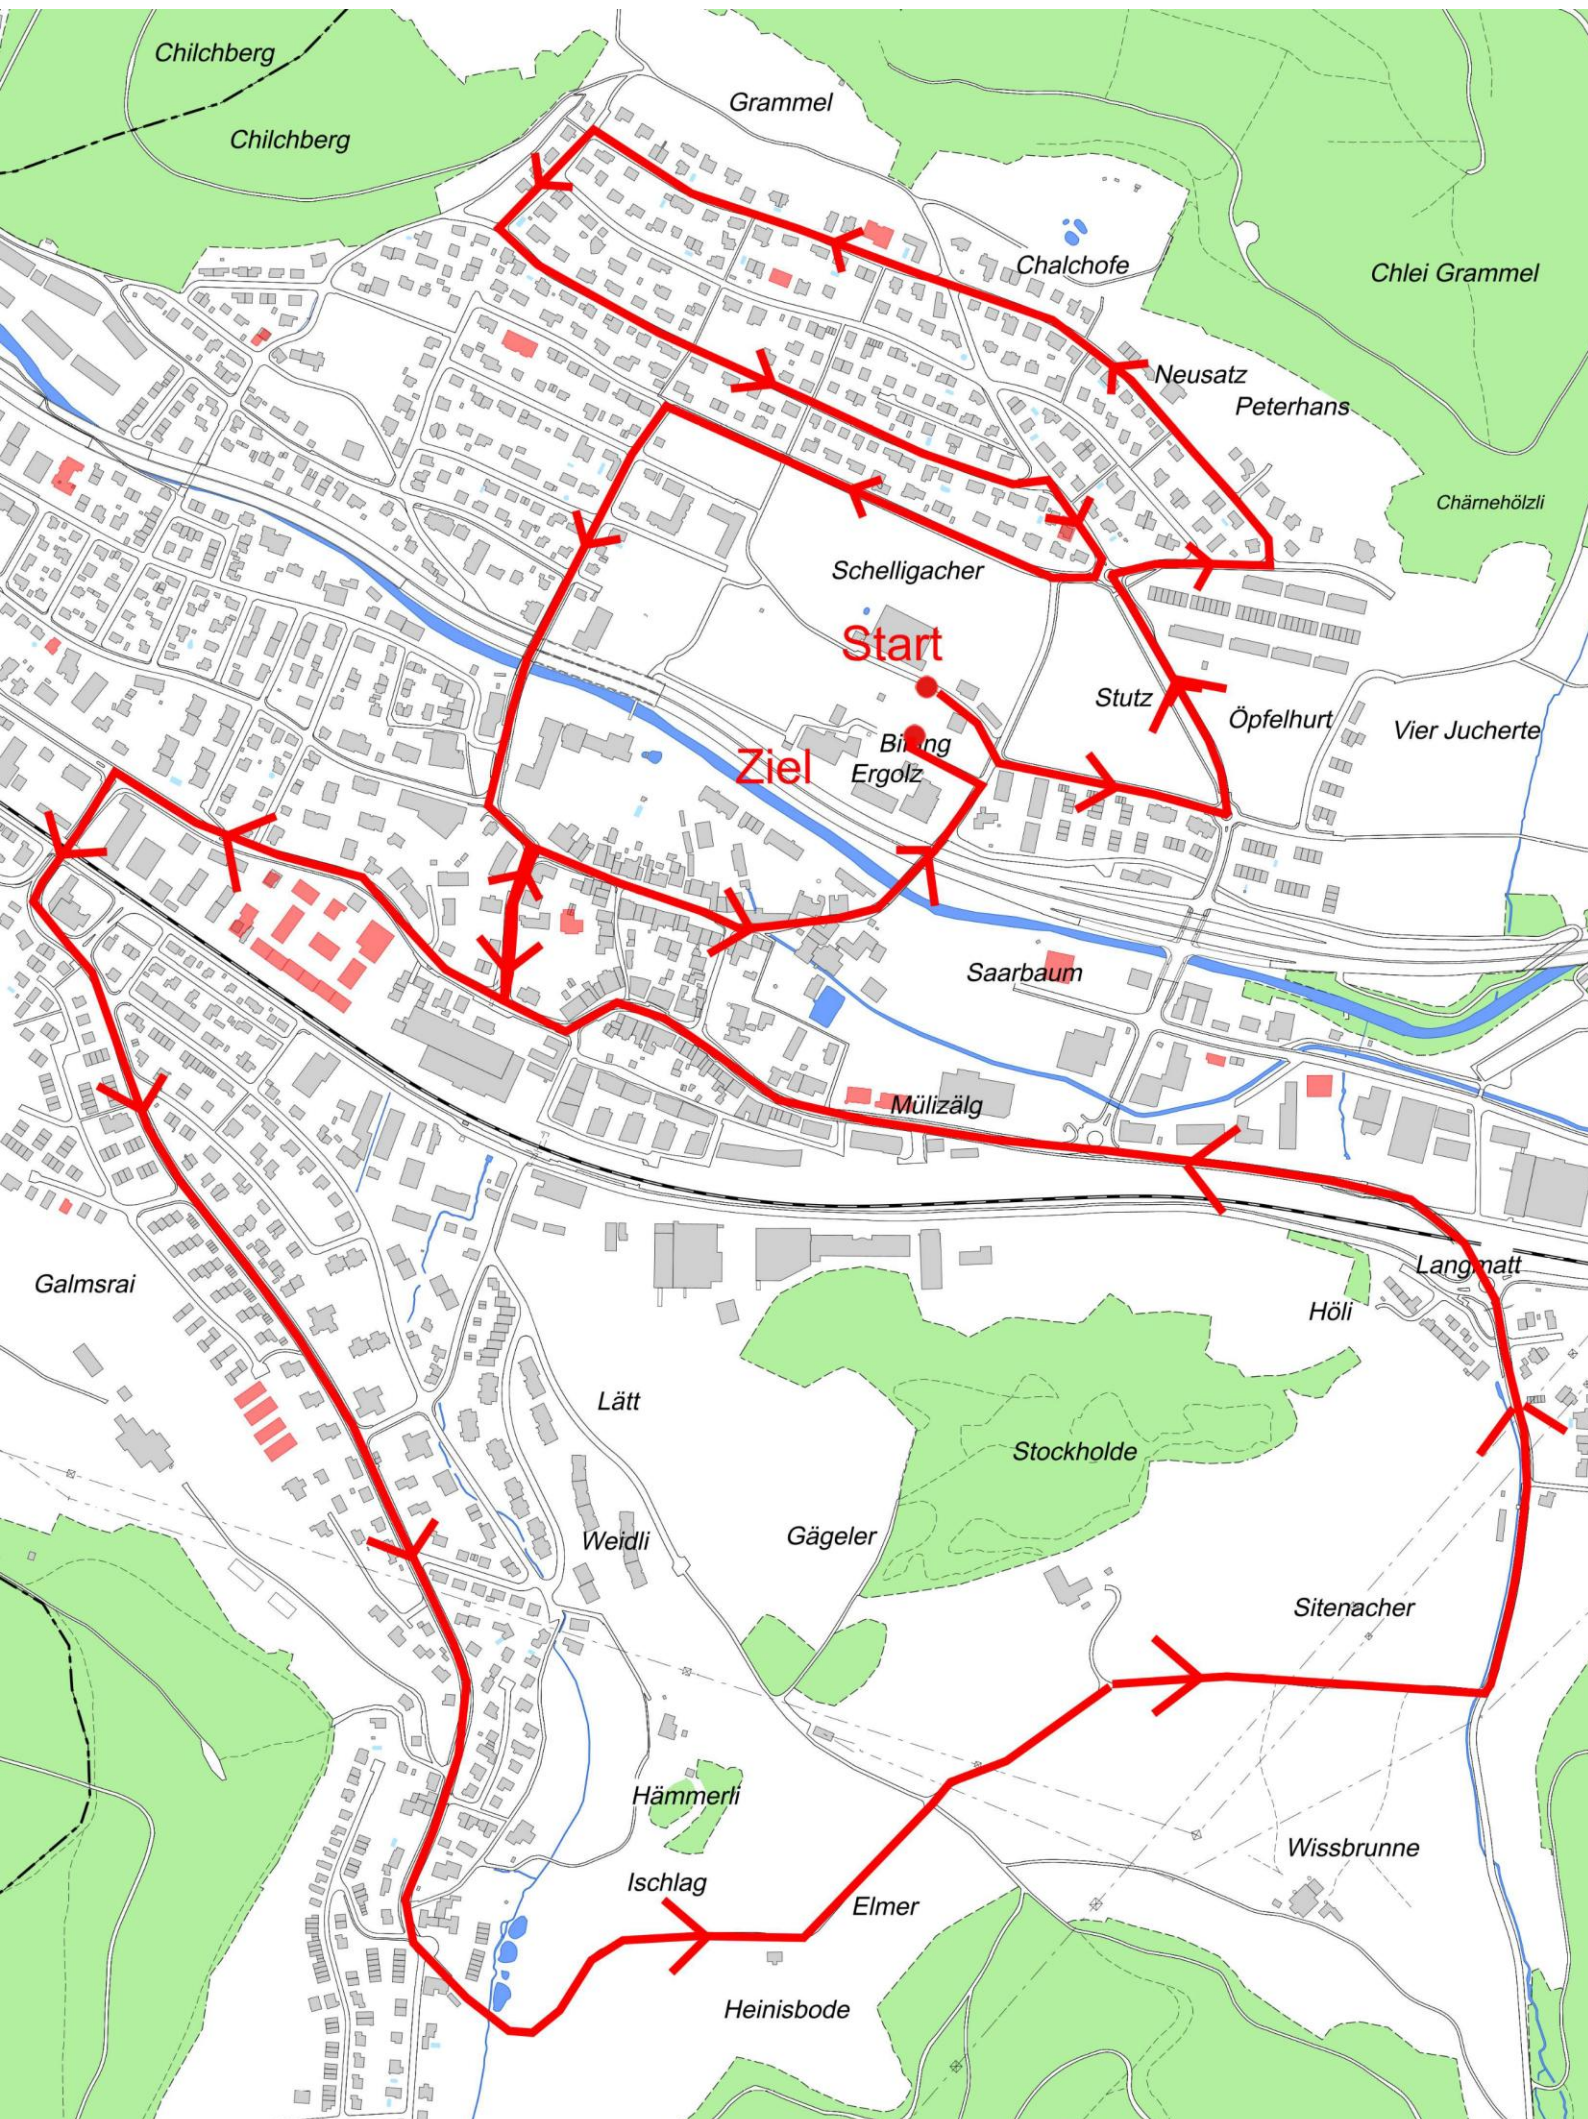 Chilchberg
Grammel
Chilchberg
Chalchofe
Chlei Grammel
Neusatz
Peterhans
Chärnehölzli
Schelligacher
Start
Stutz
Öpfelhurt
Vier Jucherte
Ziel
Ergolz
Saarbaum
Mülizälg
Langmatt
Galmsrai
Höli
Lätt
Stockholde
Weidli
Gägeler
Sitenacher
Hämmerli
Wissbrunne
Ischlag
Elmer
Heinisbode